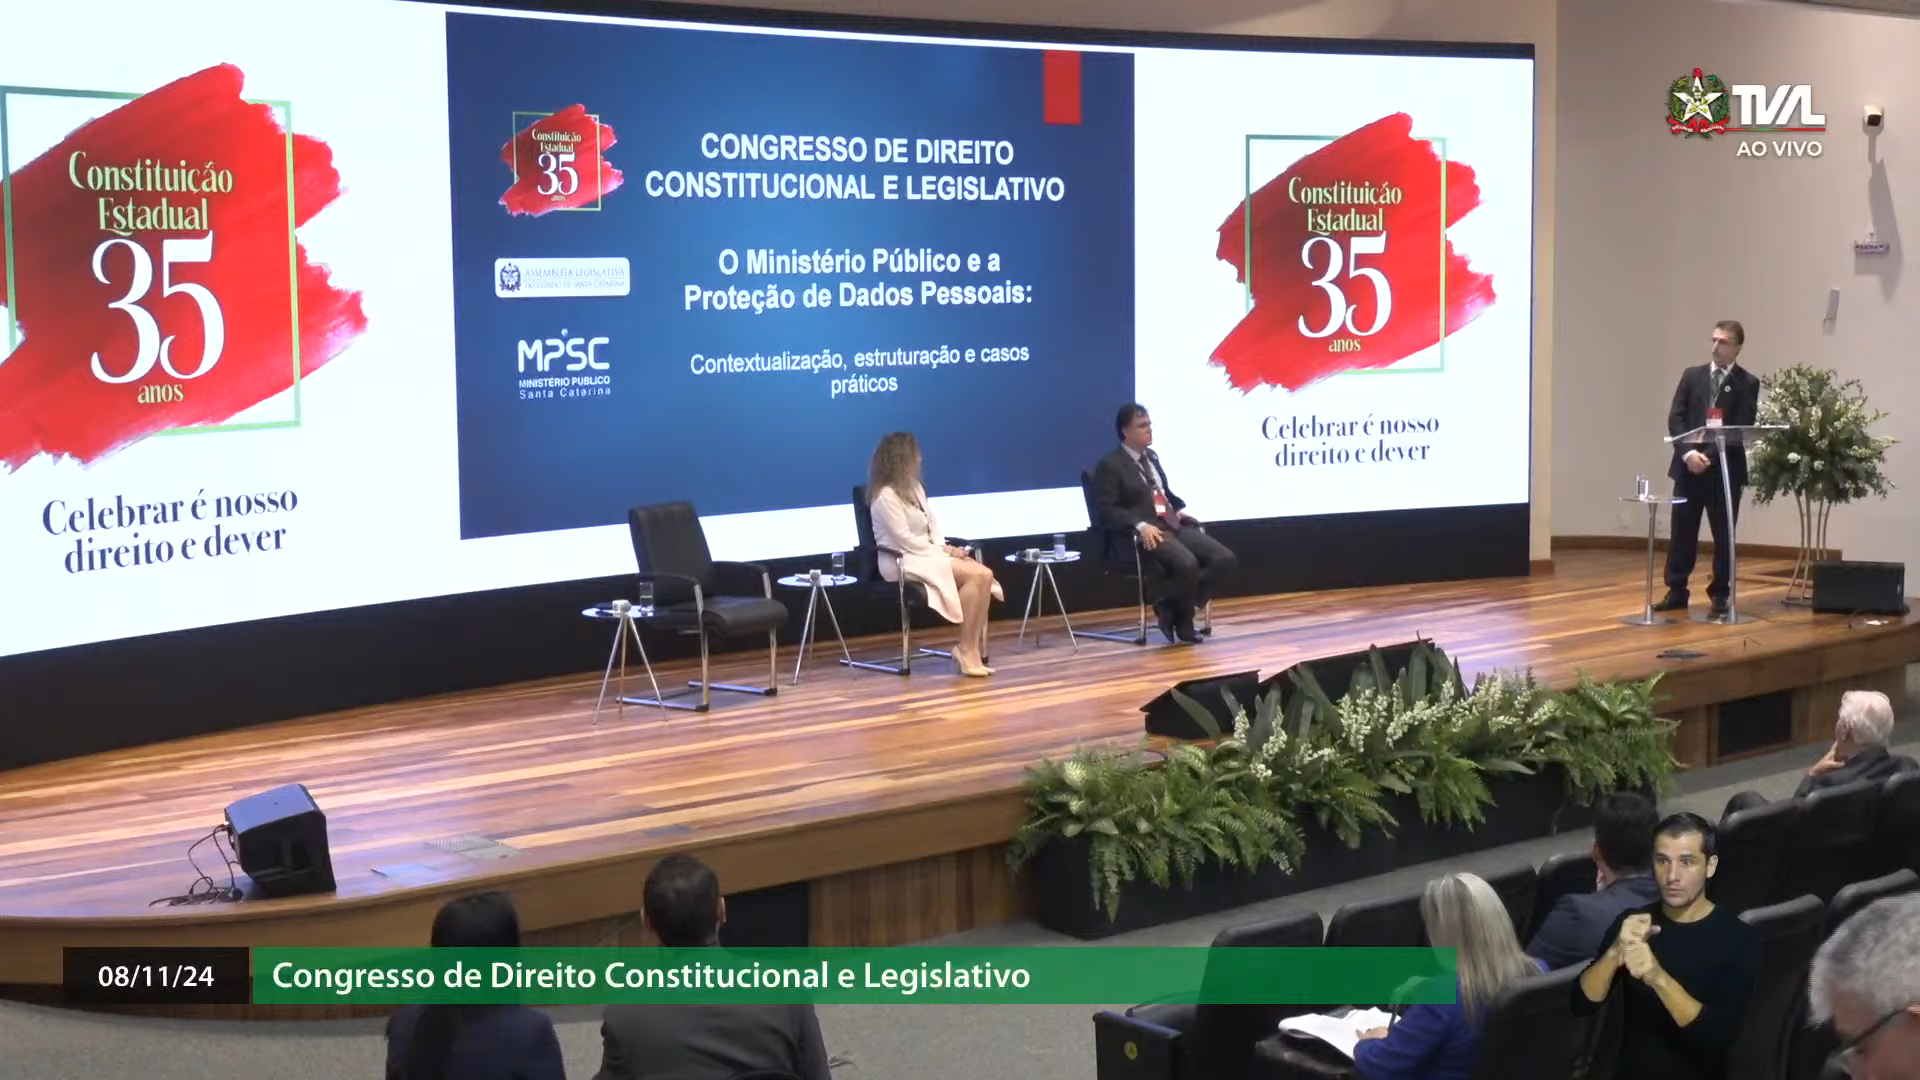 Constituição
Estadual
35
anos
Celebrar é nosso
direito e dever
Constituição
Estadual
35
anos
ASSEMBLEIA LEGISLATIVA
DO ESTADO DE SANTA CATARINA
MPSC
MINISTÉRIO PÚBLICO
Santa Catarina
CONGRESSO DE DIREITO
CONSTITUCIONAL E LEGISLATIVO
O Ministério Público e a
Proteção de Dados Pessoais:
Contextualização, estruturação e casos
práticos
Constituição
Estadual
35
anos
Celebrar é nosso
direito e dever
TVAL
AO VIVO
08/11/24
Congresso de Direito Constitucional e Legislativo